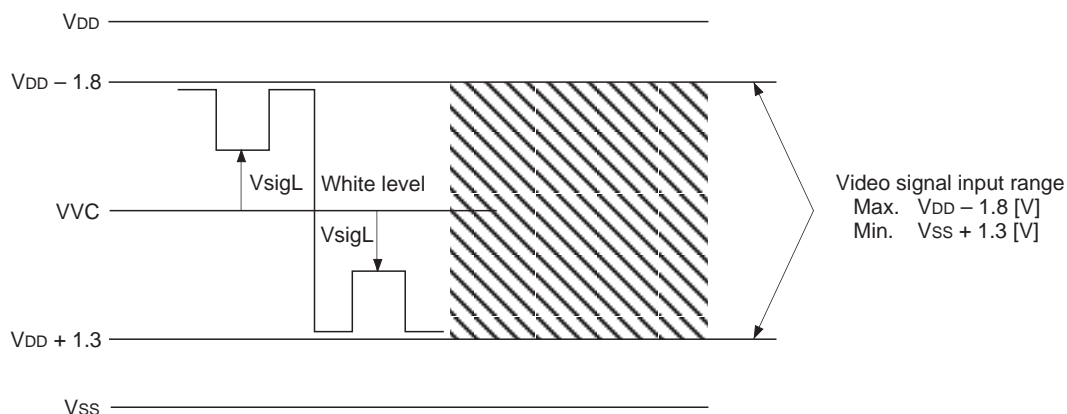 VDD
VDD – 1.8
VsigL
White level
VVC
VsigL
Video signal input range
Max. VDD – 1.8 [V]
Min. VSS + 1.3 [V]
VDD + 1.3
VSS